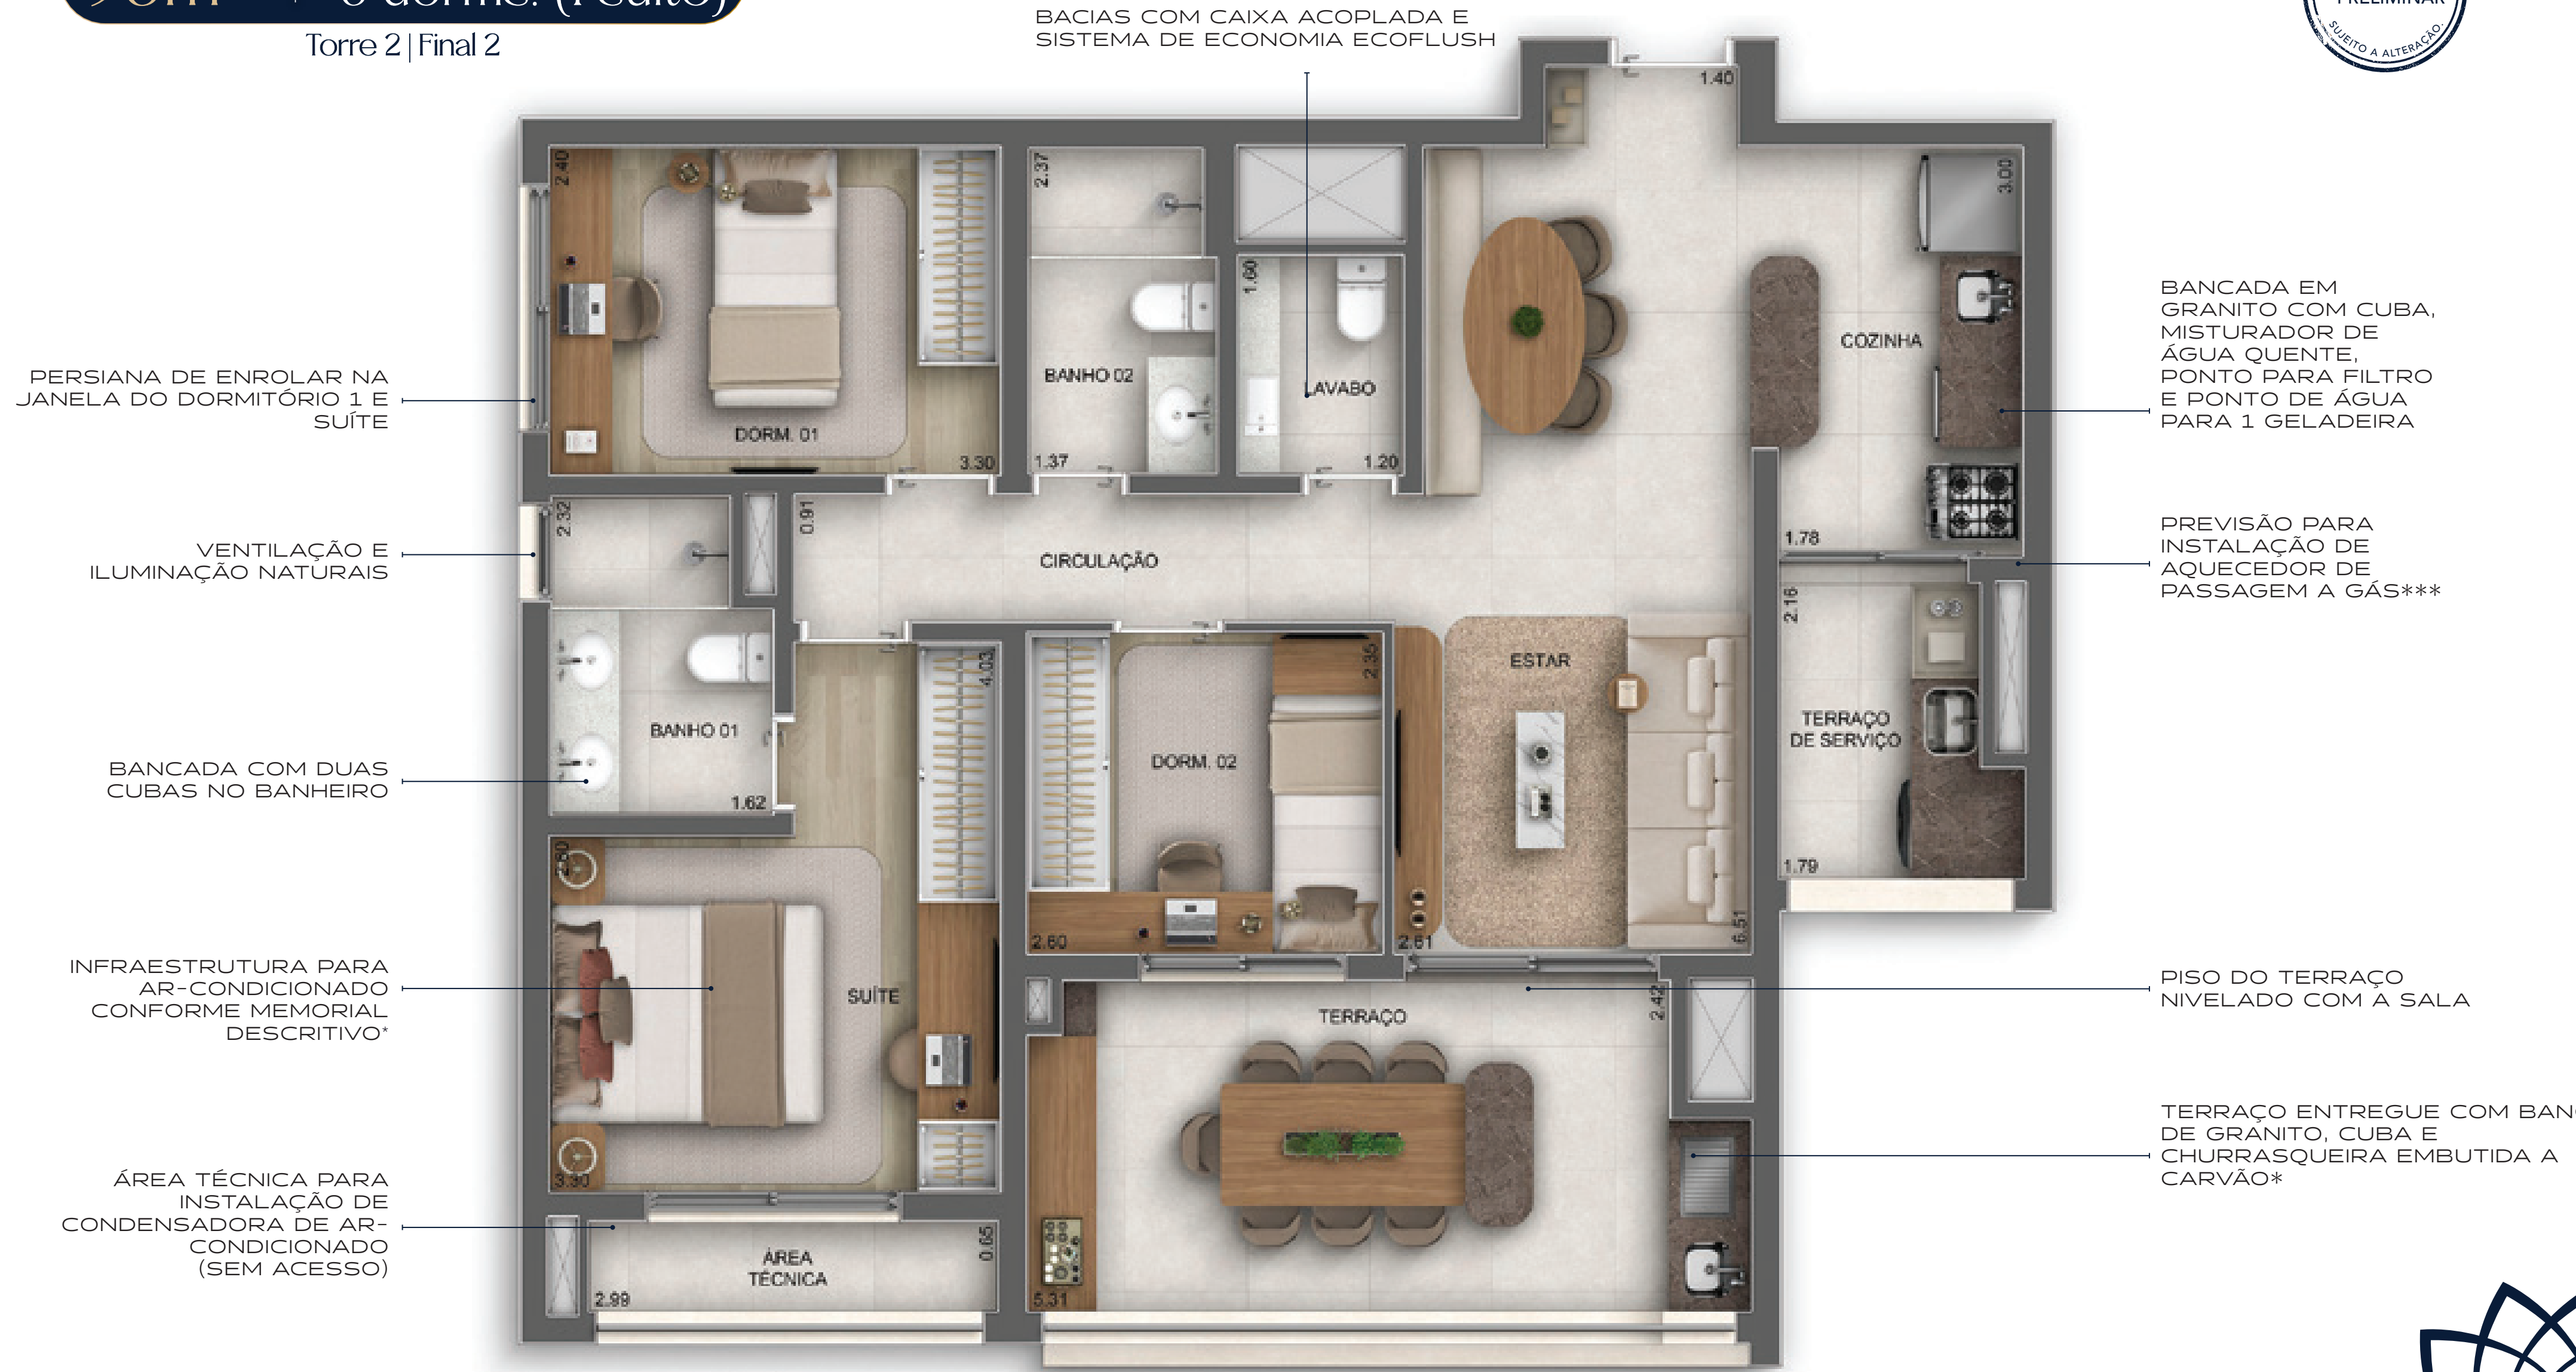 Torre 2 | Final 2
BACIAS COM CAIXA ACOPLADA E
SISTEMA DE ECONOMIA ECOFLUSH
PRELIMINAR
SUJEITO A ALTERAÇÃO.
PERSIANA DE ENROLAR NA
JANELA DO DORMITÓRIO 1 E
SUÍTE
VENTILAÇÃO E
ILUMINAÇÃO NATURAIS
BANCADA COM DUAS
CUBAS NO BANHEIRO
INFRAESTRUTURA PARA
AR-CONDICIONADO
CONFORME MEMORIAL
DESCRITIVO*
ÁREA TÉCNICA PARA
INSTALAÇÃO DE
CONDENSADORA DE AR-
CONDICIONADO
(SEM ACESSO)
1.40
2.40
DORM. 01
3.30
2.37
BANHO 02
1.37
1.60
LAVABO
1.20
3.00
COZINHA
1.78
2.32
BANHO 01
1.62
0.91
CIRCULAÇÃO
4.03
2.60
SUÍTE
3.30
2.35
DORM. 02
2.60
ESTAR
2.61
6.51
2.16
TERRAÇO
DE SERVIÇO
1.79
2.42
TERRAÇO
5.31
0.65
ÁREA
TÉCNICA
2.99
BANCADA EM
GRANITO COM CUBA,
MISTURADOR DE
ÁGUA QUENTE,
PONTO PARA FILTRO
E PONTO DE ÁGUA
PARA 1 GELADEIRA
PREVISÃO PARA
INSTALAÇÃO DE
AQUECEDOR DE
PASSAGEM A GÁS***
PISO DO TERRAÇO
NIVELADO COM A SALA
TERRAÇO ENTREGUE COM
DE GRANITO, CUBA E
CHURRASQUEIRA EMBUTIDA A
CARVÃO*